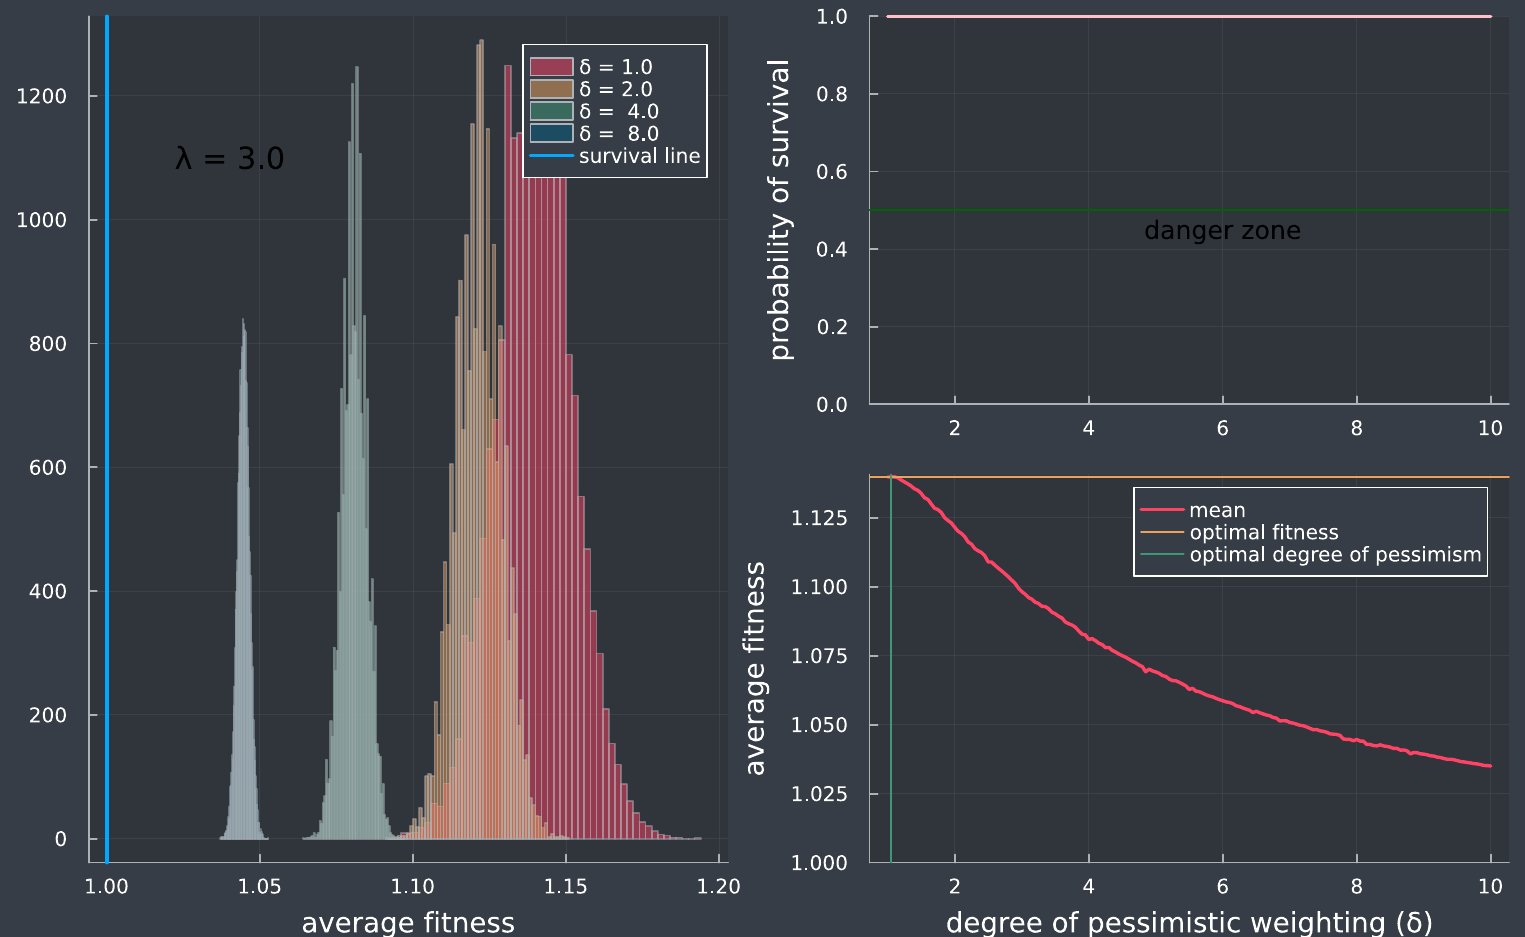 1200
1000
800
600
400
200
0
1.00
1.05
1.10
1.15
1.20
average fitness
λ = 3.0
δ = 1.0
δ = 2.0
δ = 4.0
δ = 8.0
survival line
probability of survival
1.0
0.8
0.6
0.4
0.2
0.0
danger zone
2
4
6
8
10
average fitness
1.125
1.100
1.075
1.050
1.025
1.000
mean
optimal fitness
optimal degree of pessimism
2
4
6
8
10
degree of pessimistic weighting (δ)